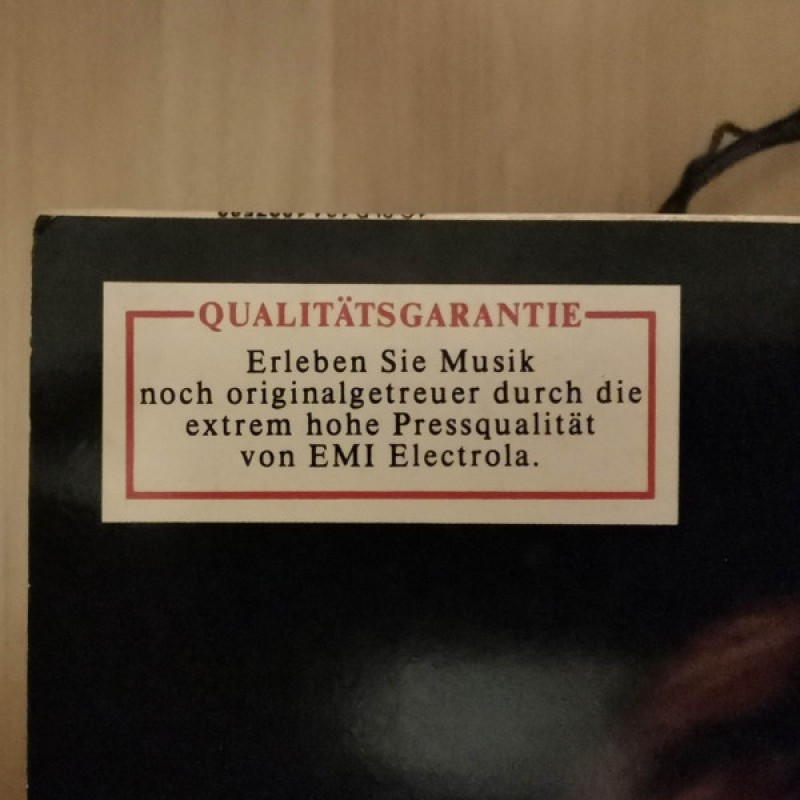 QUALITÄTSGARANTIE
Erleben Sie Musik
noch originalgetreuer durch die
extrem hohe Pressqualität
von EMI Electrola.